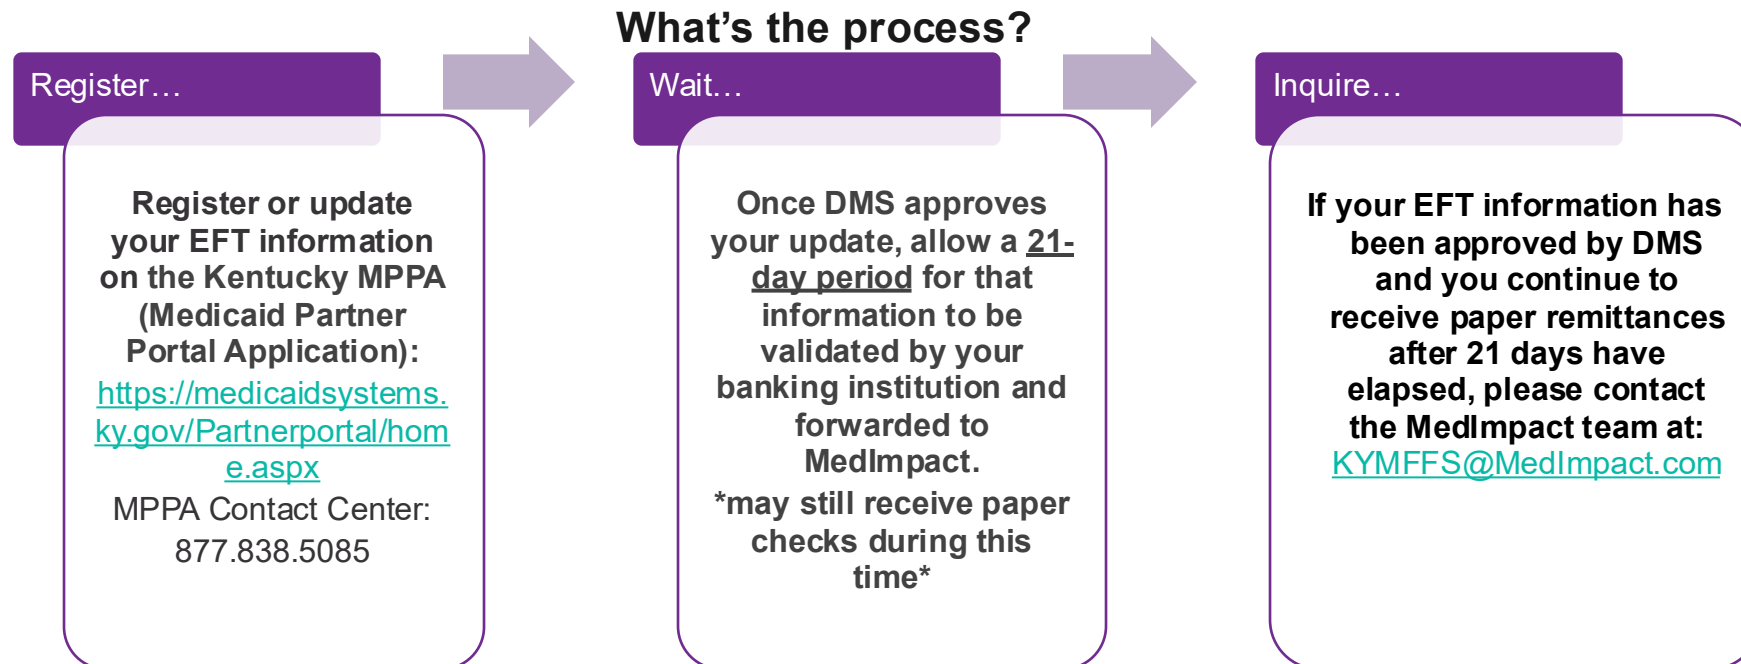 What’s the process?
Register…
Register or update
your EFT information
on the Kentucky MPPA
(Medicaid Partner
Portal Application):
https://medicaidsystems.
ky.gov/Partnerportal/hom
e.aspx
MPPA Contact Center:
877.838.5085
Wait…
Once DMS approves
your update, allow a 21-
day period for that
information to be
validated by your
banking institution and
forwarded to
MedImpact.
*may still receive paper
checks during this
time*
Inquire…
If your EFT information has
been approved by DMS
and you continue to
receive paper remittances
after 21 days have
elapsed, please contact
the MedImpact team at:
KYMFFS@MedImpact.com